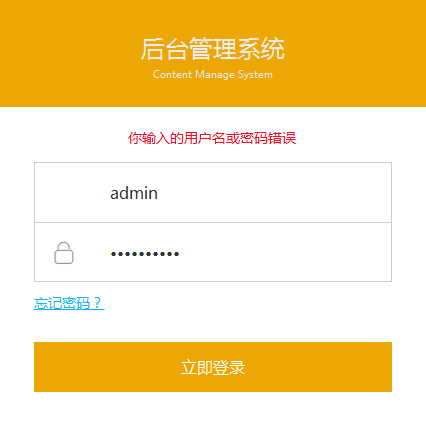 后台管理系统
Content Manage System
你输入的用户名或密码错误
admin
••••••••••
忘记密码？
立即登录